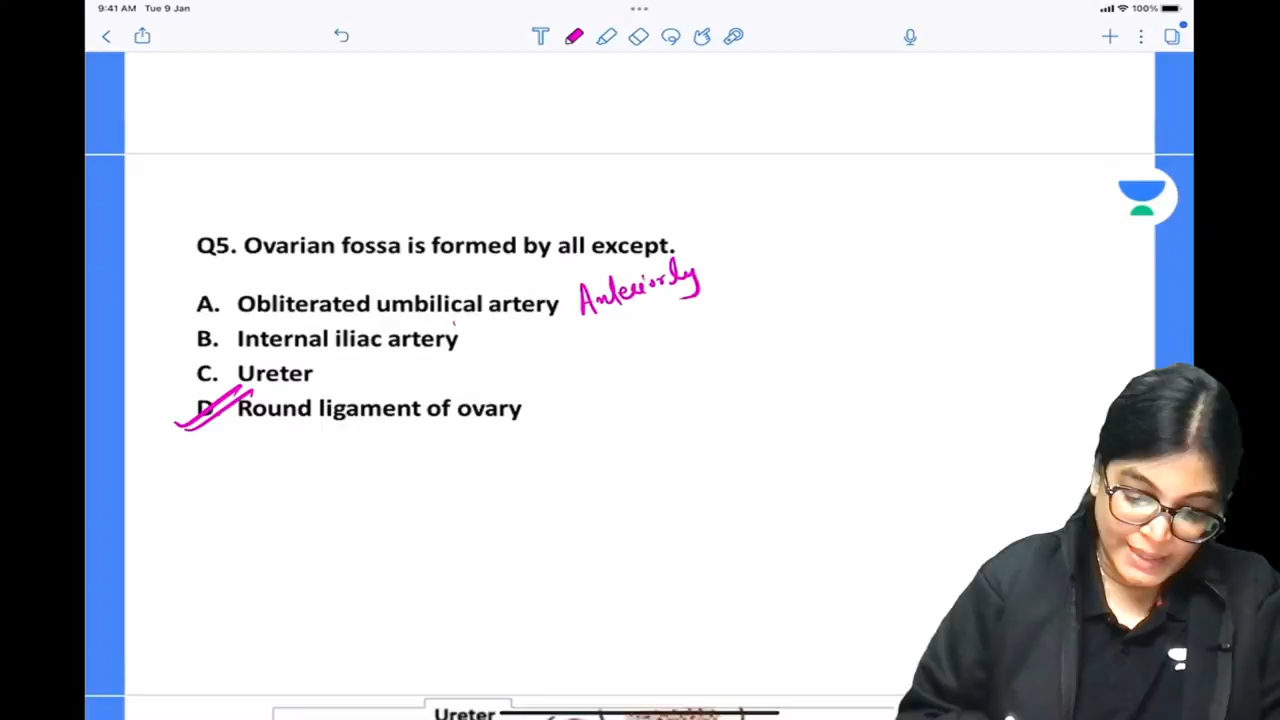 9:41 AM Tue 9 Jan
100%
T
Q5. Ovarian fossa is formed by all except.
A. Obliterated umbilical artery Anteriorly
B. Internal iliac artery
C. Ureter
D Round ligament of ovary
Ureter